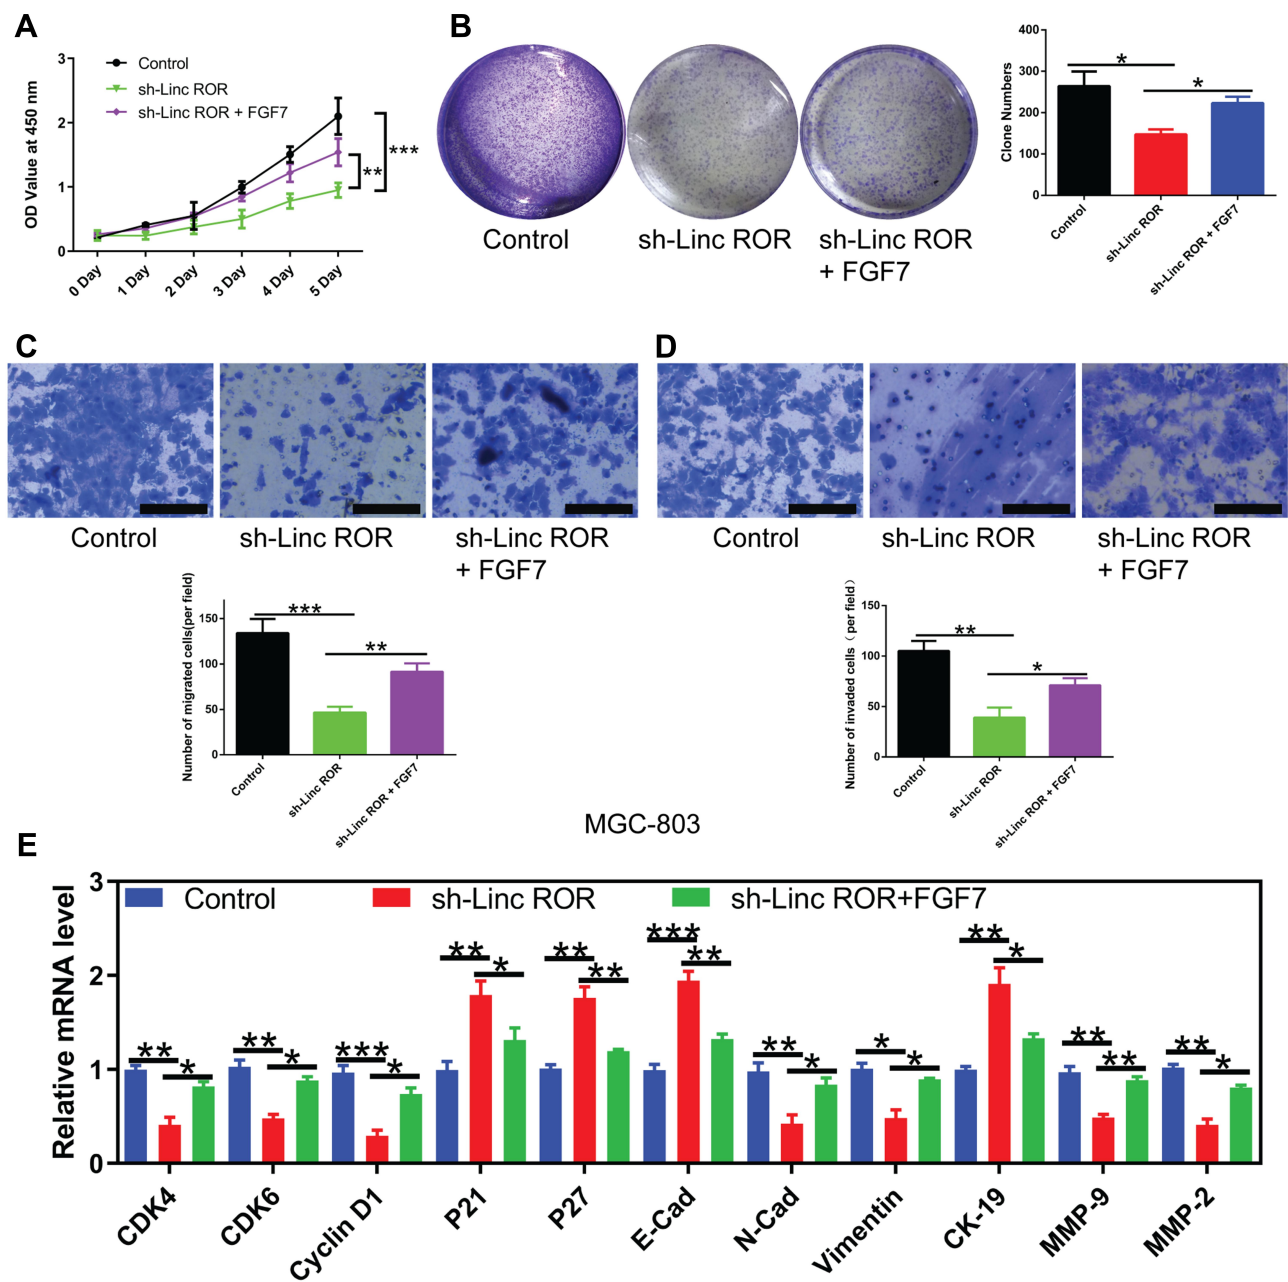 A
Control
sh-Linc ROR
sh-Linc ROR + FGF7
OD Value at 450 nm
3
2
1
0
***
**
0 Day
1 Day
2 Day
3 Day
4 Day
5 Day
B
Control
sh-Linc ROR
sh-Linc ROR
+ FGF7
Clone Numbers
400
300
200
100
0
*
*
Control
sh-Linc ROR
sh-Linc ROR + FGF7
C
Control
sh-Linc ROR
sh-Linc ROR
+ FGF7
Number of migrated cells(per field)
150
100
50
0
***
**
Control
sh-Linc ROR
sh-Linc ROR + FGF7
D
Control
sh-Linc ROR
sh-Linc ROR
+ FGF7
Number of invaded cells（per field）
150
100
50
0
**
*
Control
sh-Linc ROR
sh-Linc ROR + FGF7
MGC-803
E
Control
sh-Linc ROR
sh-Linc ROR+FGF7
Relative mRNA level
3
2
1
0
**
*
**
*
***
*
**
*
**
**
***
**
**
*
*
*
**
*
**
**
**
*
CDK4
CDK6
Cyclin D1
P21
P27
E-Cad
N-Cad
Vimentin
CK-19
MMP-9
MMP-2